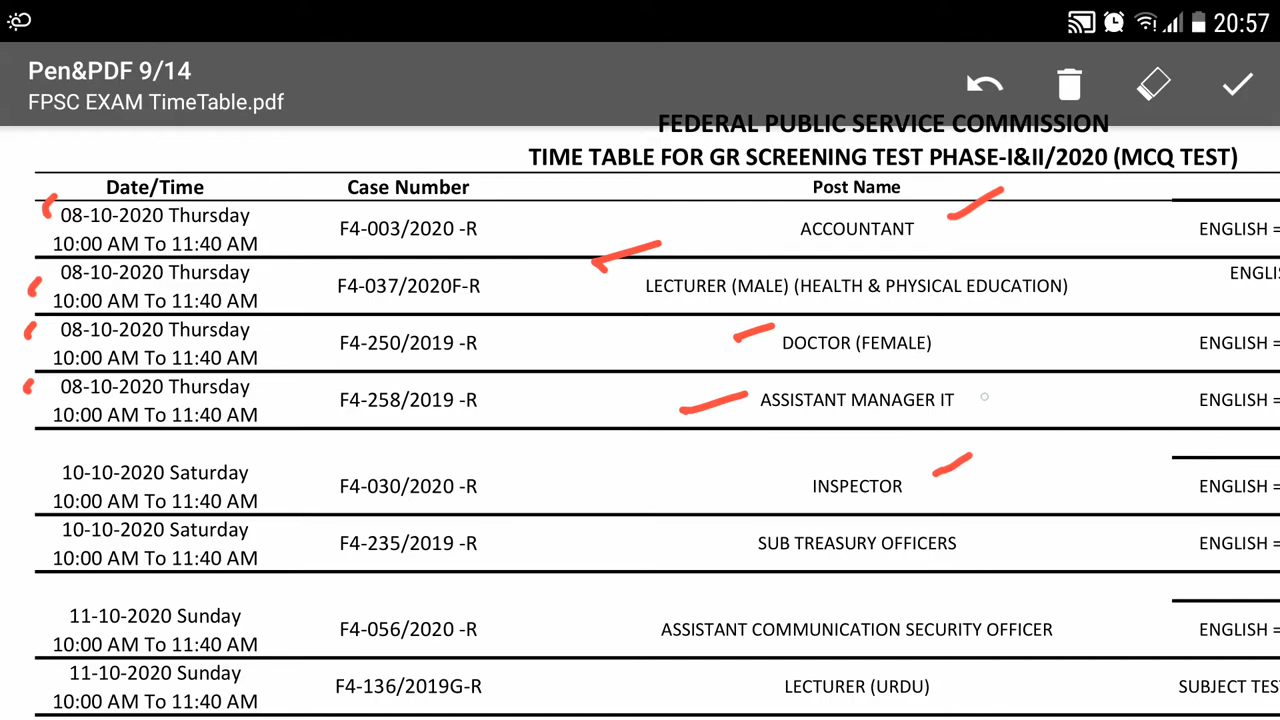 20:57
Pen&PDF 9/14
FPSC EXAM TimeTable.pdf
FEDERAL PUBLIC SERVICE COMMISSION
TIME TABLE FOR GR SCREENING TEST PHASE-I&II/2020 (MCQ TEST)
Date/Time Case Number Post Name
08-10-2020 Thursday
10:00 AM To 11:40 AM F4-003/2020 -R ACCOUNTANT ENGLISH =
08-10-2020 Thursday
10:00 AM To 11:40 AM F4-037/2020F-R LECTURER (MALE) (HEALTH & PHYSICAL EDUCATION) ENGLI
08-10-2020 Thursday
10:00 AM To 11:40 AM F4-250/2019 -R DOCTOR (FEMALE) ENGLISH =
08-10-2020 Thursday
10:00 AM To 11:40 AM F4-258/2019 -R ASSISTANT MANAGER IT ENGLISH =
10-10-2020 Saturday
10:00 AM To 11:40 AM F4-030/2020 -R INSPECTOR ENGLISH =
10-10-2020 Saturday
10:00 AM To 11:40 AM F4-235/2019 -R SUB TREASURY OFFICERS ENGLISH =
11-10-2020 Sunday
10:00 AM To 11:40 AM F4-056/2020 -R ASSISTANT COMMUNICATION SECURITY OFFICER ENGLISH =
11-10-2020 Sunday
10:00 AM To 11:40 AM F4-136/2019G-R LECTURER (URDU) SUBJECT TES